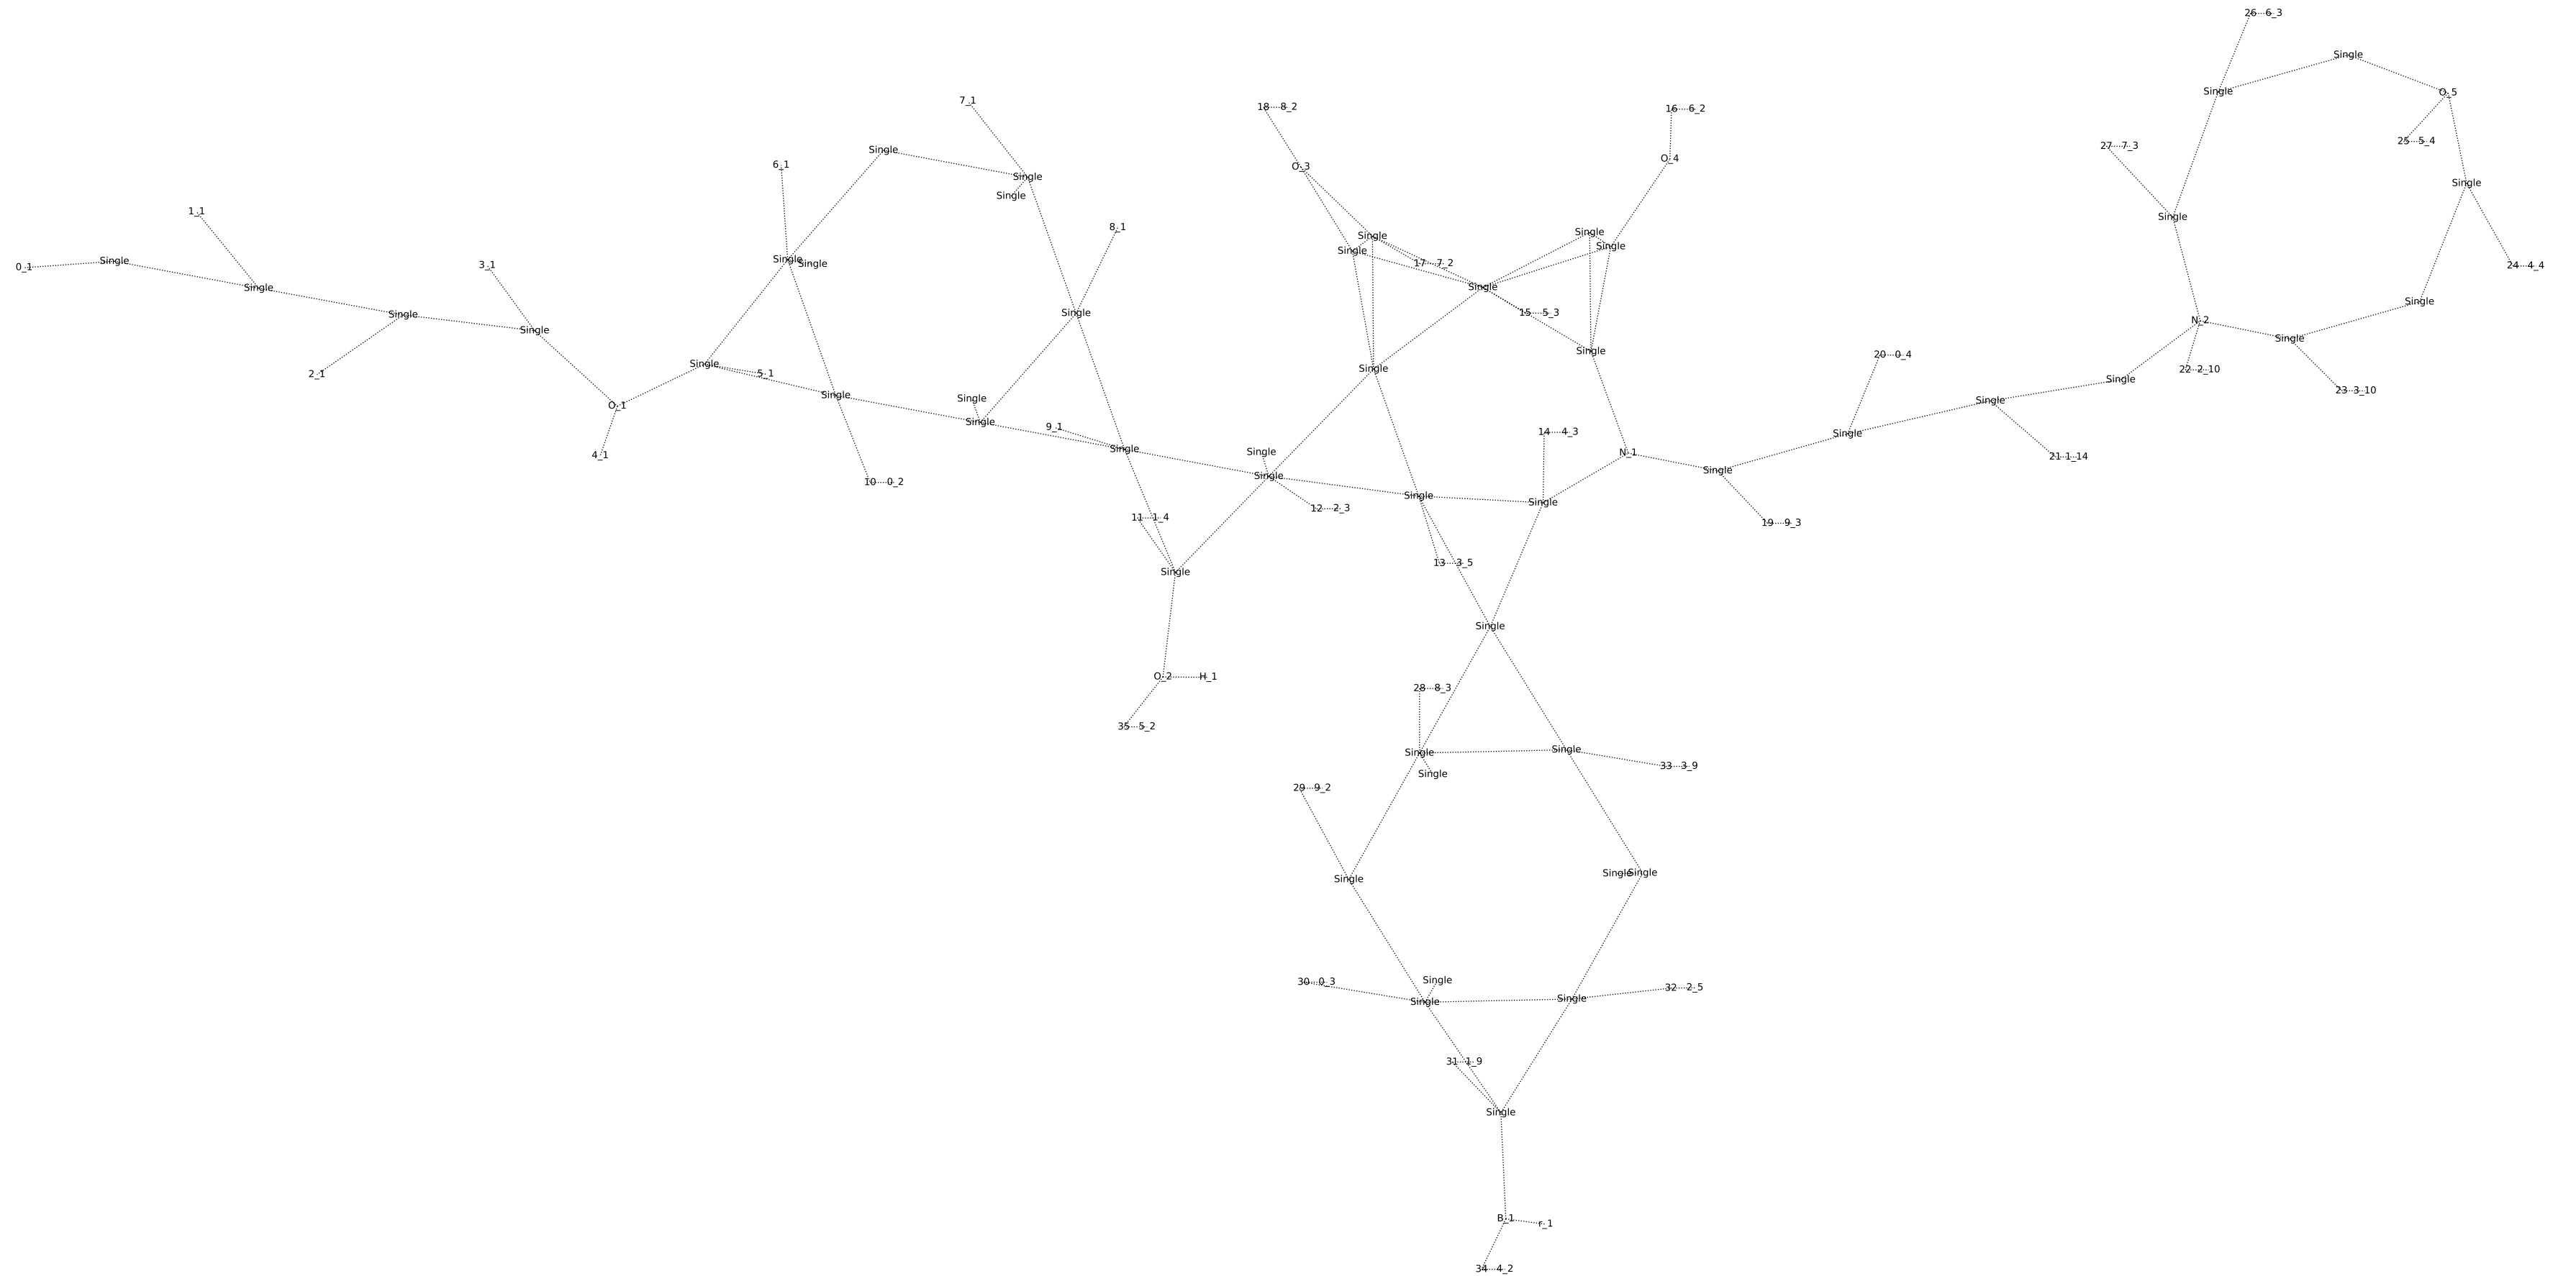 26 6_3
Single
Single
O_5
7_1
18 8_2
16 6_2
25 5_4
27 7_3
Single
O_4
6_1
O_3
Single
Single
Single
1_1
Single
8_1
Single
Single
Single
Single
Single
Single
Single
17 7_2
3_1
24 4_4
0_1
Single
Single
Single
Single
15 5_3
Single
N_2
Single
Single
Single
20 0_4
Single
Single
5_1
2_1
22 2_10
Single
23 3_10
Single
Single
Single
O_1
Single
9_1
14 4_3
Single
Single
Single
N_1
4_1
21 1_14
Single
Single
10 0_2
Single
Single
12 2_3
11 1_4
19 9_3
13 3_5
Single
Single
O_2
H_1
28 8_3
35 5_2
Single
Single
33 3_9
Single
29 9_2
Single
Single
Single
Single
30 0_3
32 2_5
Single
Single
31 1_9
Single
B_1
r_1
34 4_2